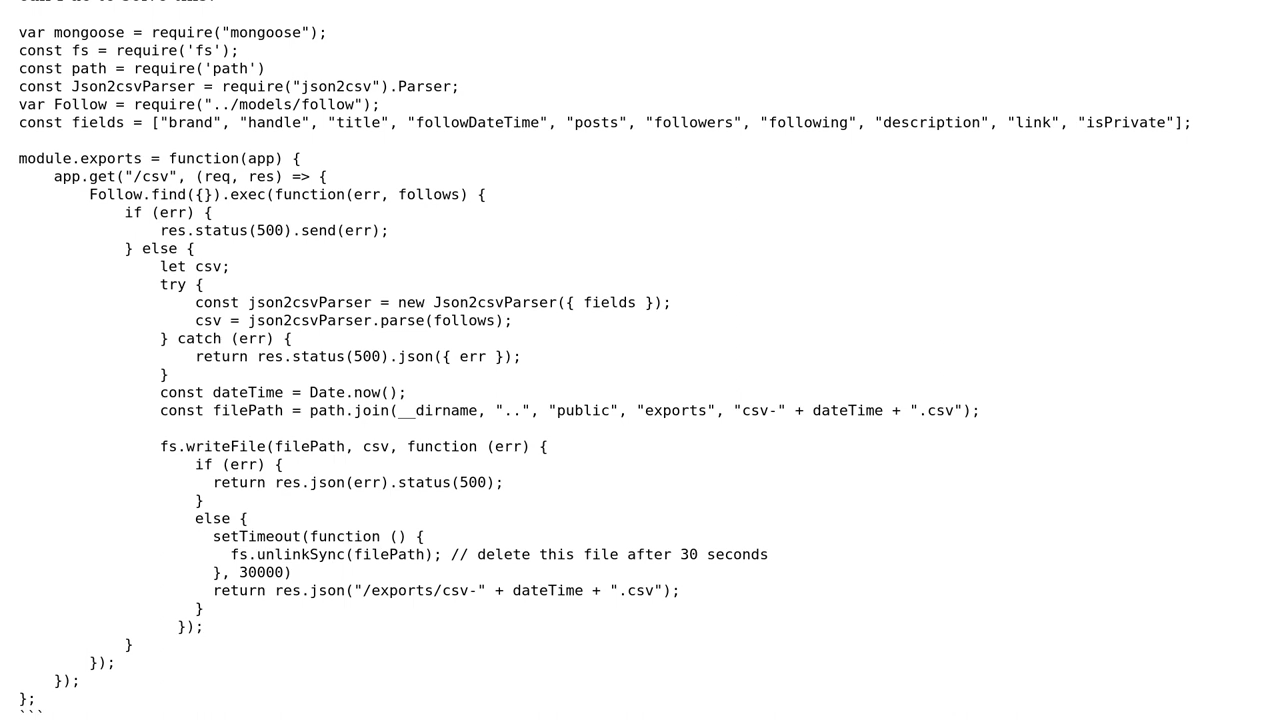 var mongoose = require("mongoose");
const fs = require('fs');
const path = require('path')
const Json2csvParser = require("json2csv").Parser;
var Follow = require("../models/follow");
const fields = ["brand", "handle", "title", "followDateTime", "posts", "followers", "following", "description", "link", "isPrivate"];

module.exports = function(app) {
    app.get("/csv", (req, res) => {
        Follow.find({}).exec(function(err, follows) {
            if (err) {
                res.status(500).send(err);
            } else {
                let csv;
                try {
                    const json2csvParser = new Json2csvParser({ fields });
                    csv = json2csvParser.parse(follows);
                } catch (err) {
                    return res.status(500).json({ err });
                }
                const dateTime = Date.now();
                const filePath = path.join(__dirname, "..", "public", "exports", "csv-" + dateTime + ".csv");

                fs.writeFile(filePath, csv, function (err) {
                    if (err) {
                      return res.json(err).status(500);
                    }
                    else {
                      setTimeout(function () {
                        fs.unlinkSync(filePath); // delete this file after 30 seconds
                      }, 30000)
                      return res.json("/exports/csv-" + dateTime + ".csv");
                    }
                  });
            }
        });
    });
};
```